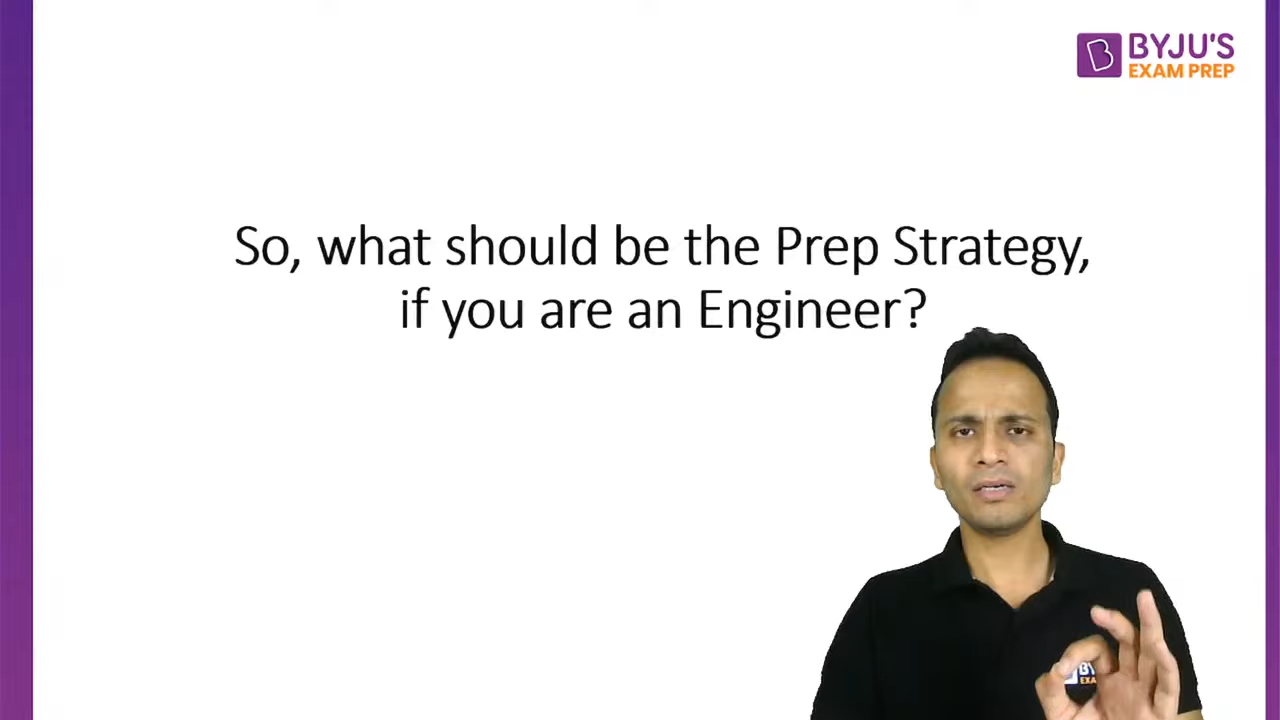 BYJU'S
EXAM PREP
So, what should be the Prep Strategy,
if you are an Engineer?